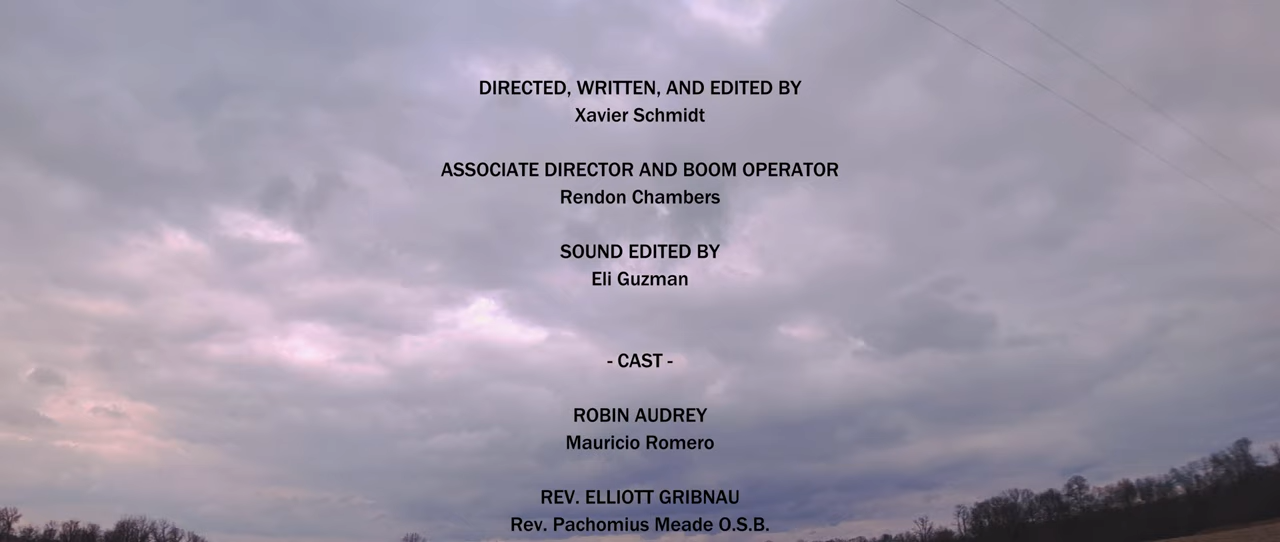 DIRECTED, WRITTEN, AND EDITED BY
Xavier Schmidt
ASSOCIATE DIRECTOR AND BOOM OPERATOR
Rendon Chambers
SOUND EDITED BY
Eli Guzman
- CAST -
ROBIN AUDREY
Mauricio Romero
REV. ELLIOTT GRIBNAU
Rev. Pachomius Meade O.S.B.